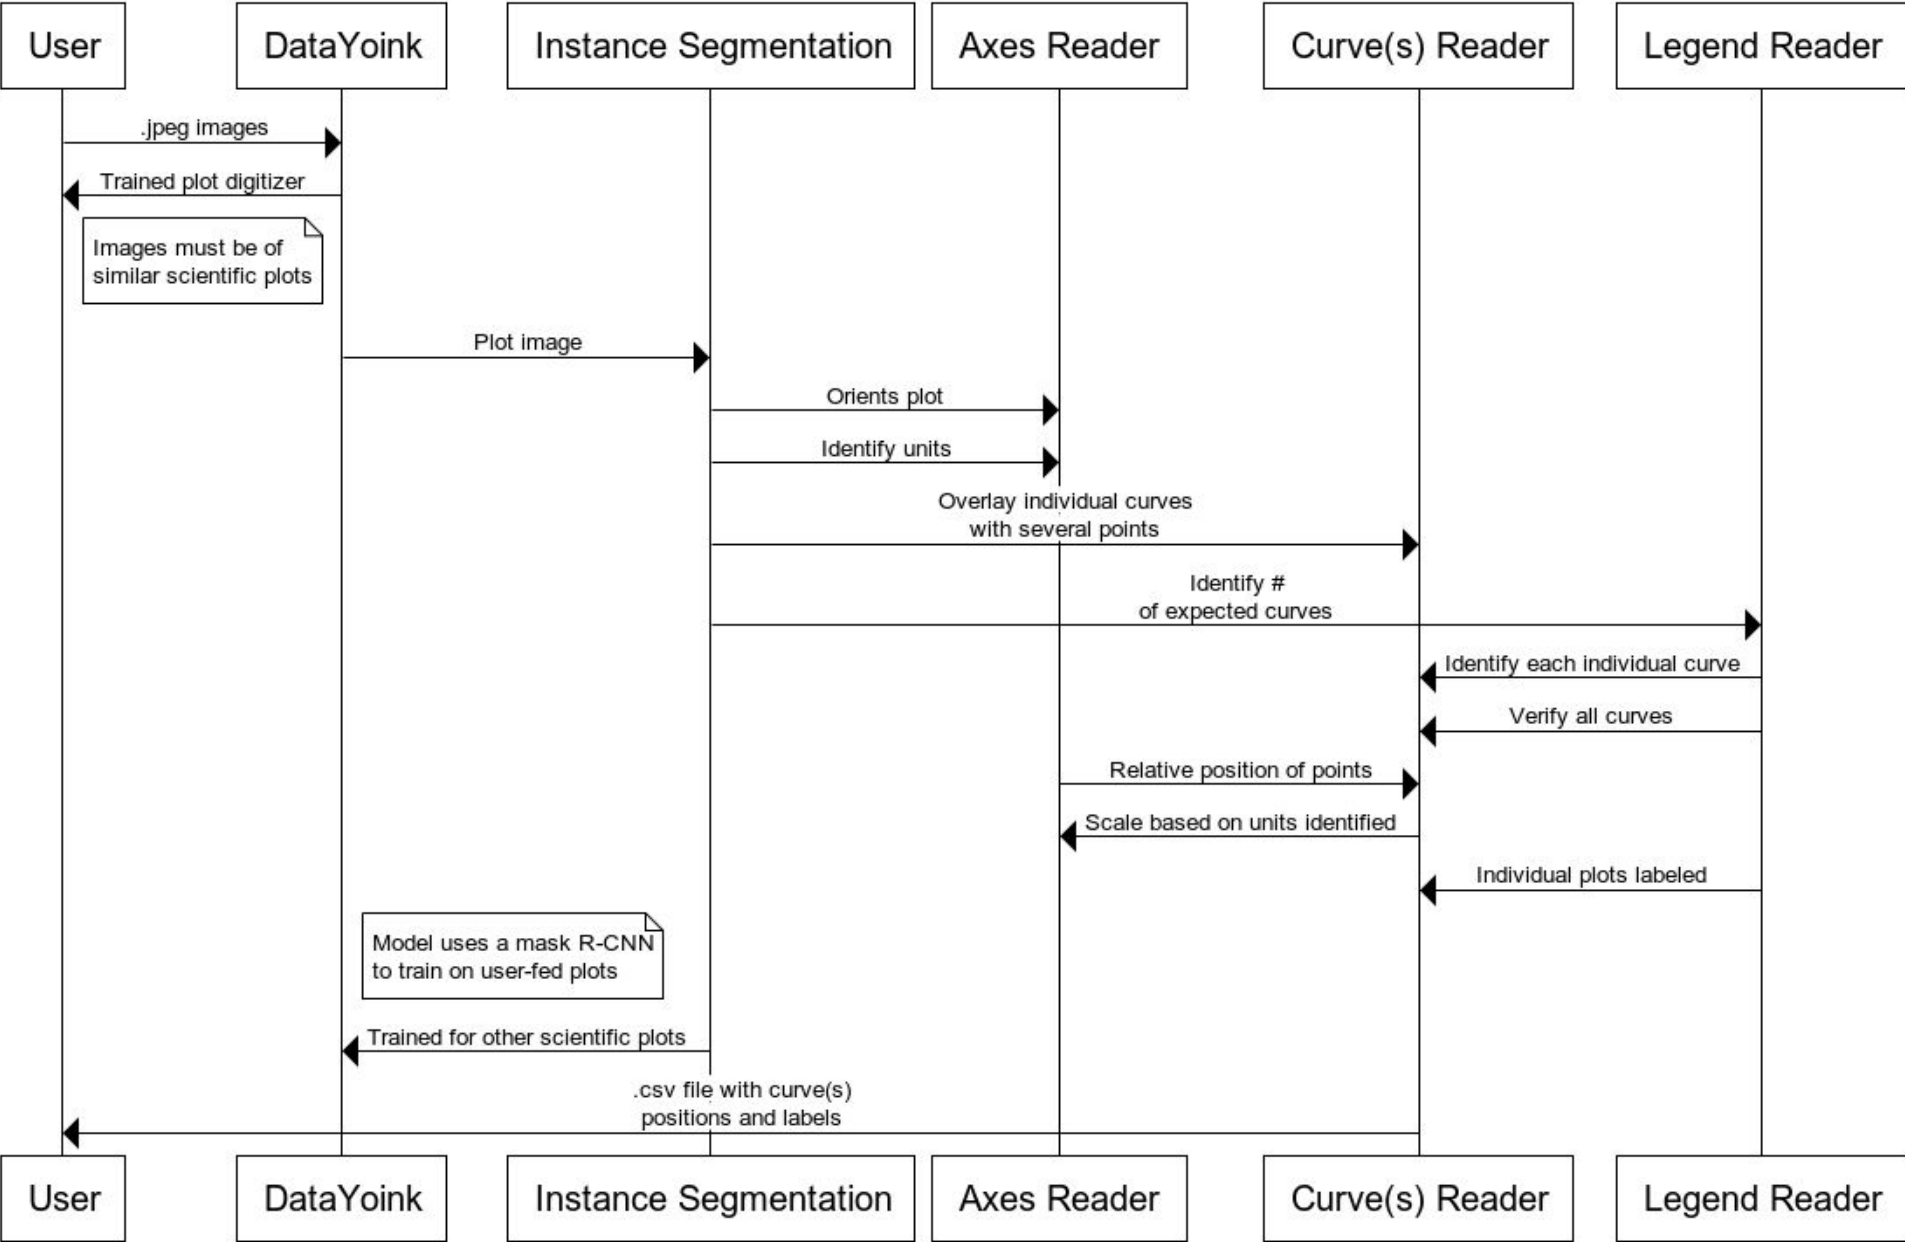 User
DataYoink
Instance Segmentation
Axes Reader
Curve(s) Reader
Legend Reader
.jpeg images
Trained plot digitizer
Images must be of
similar scientific plots
Plot image
Orients plot
Identify units
Overlay individual curves
with several points
Identify #
of expected curves
Identify each individual curve
Verify all curves
Relative position of points
Scale based on units identified
Individual plots labeled
Model uses a mask R-CNN
to train on user-fed plots
Trained for other scientific plots
.csv file with curve(s)
positions and labels
User
DataYoink
Instance Segmentation
Axes Reader
Curve(s) Reader
Legend Reader